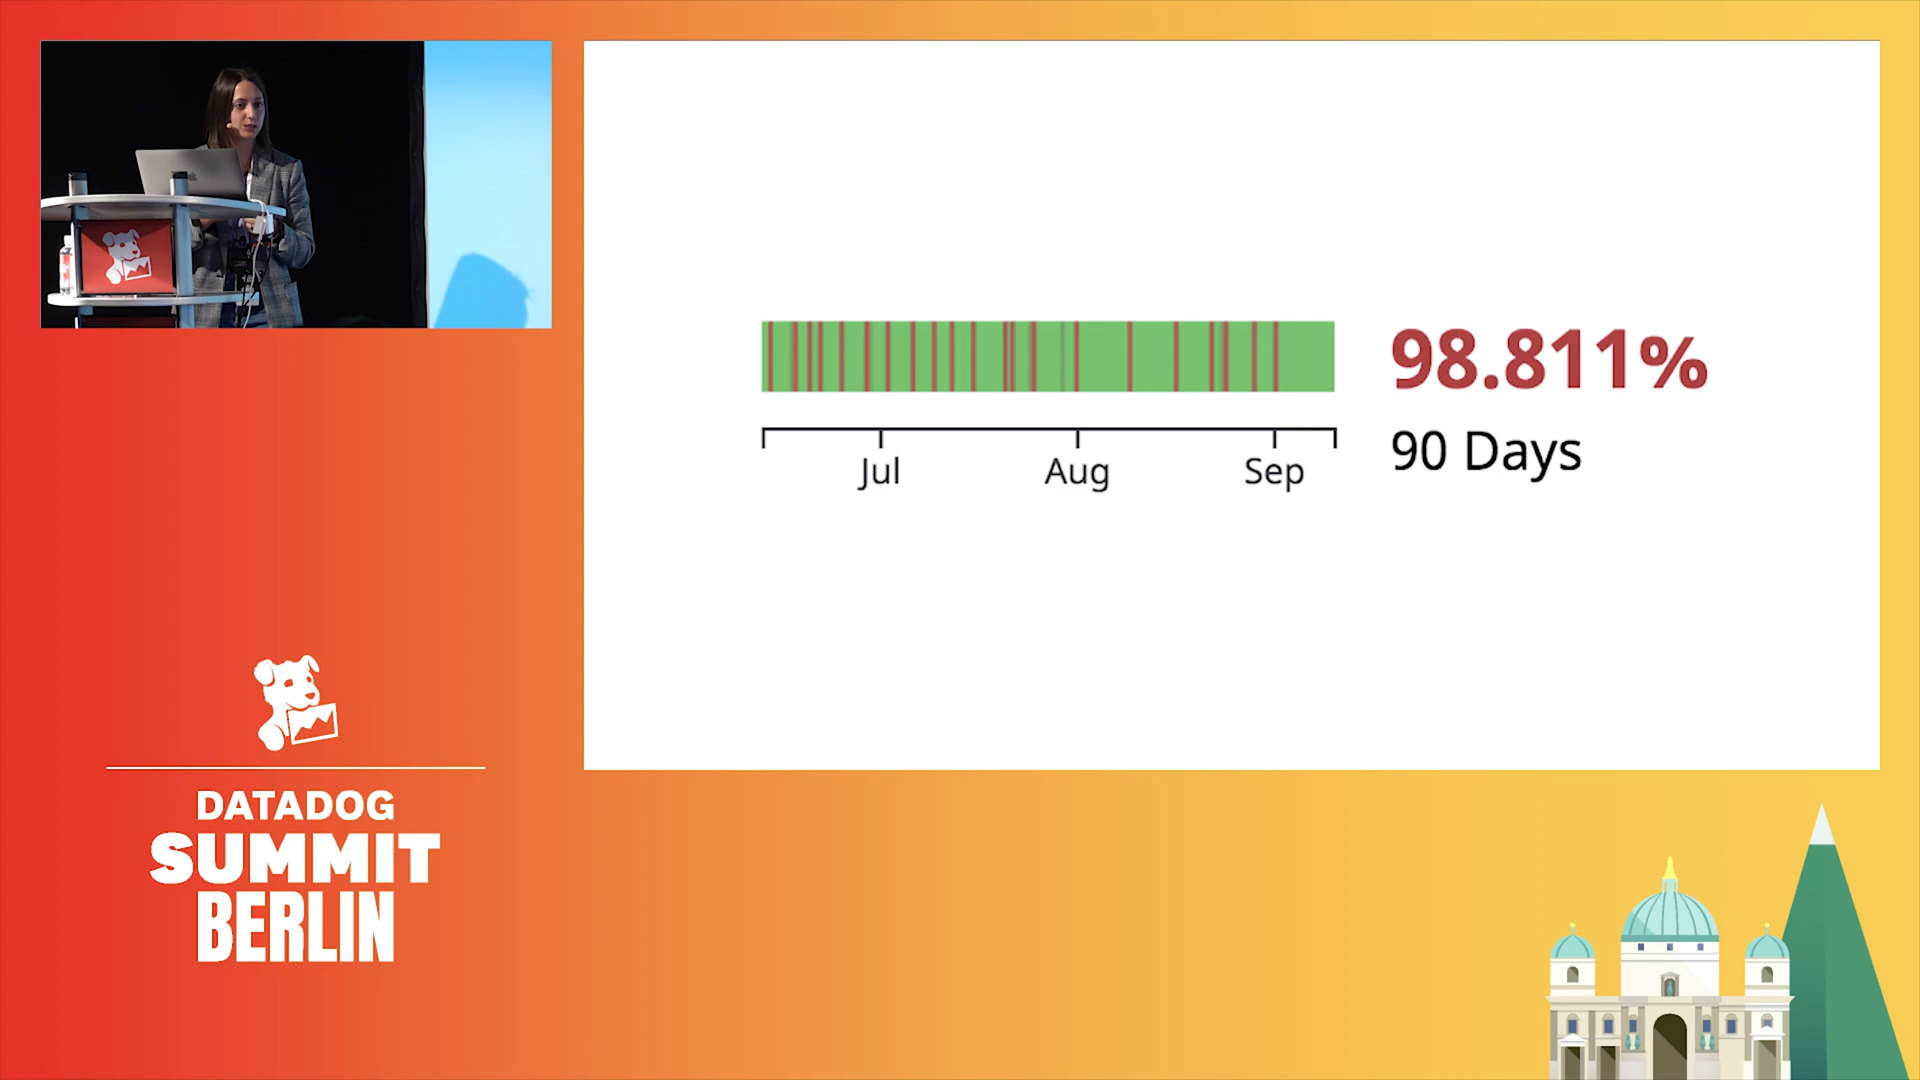 98.811%
90 Days
Jul Aug Sep
DATADOG
SUMMIT
BERLIN